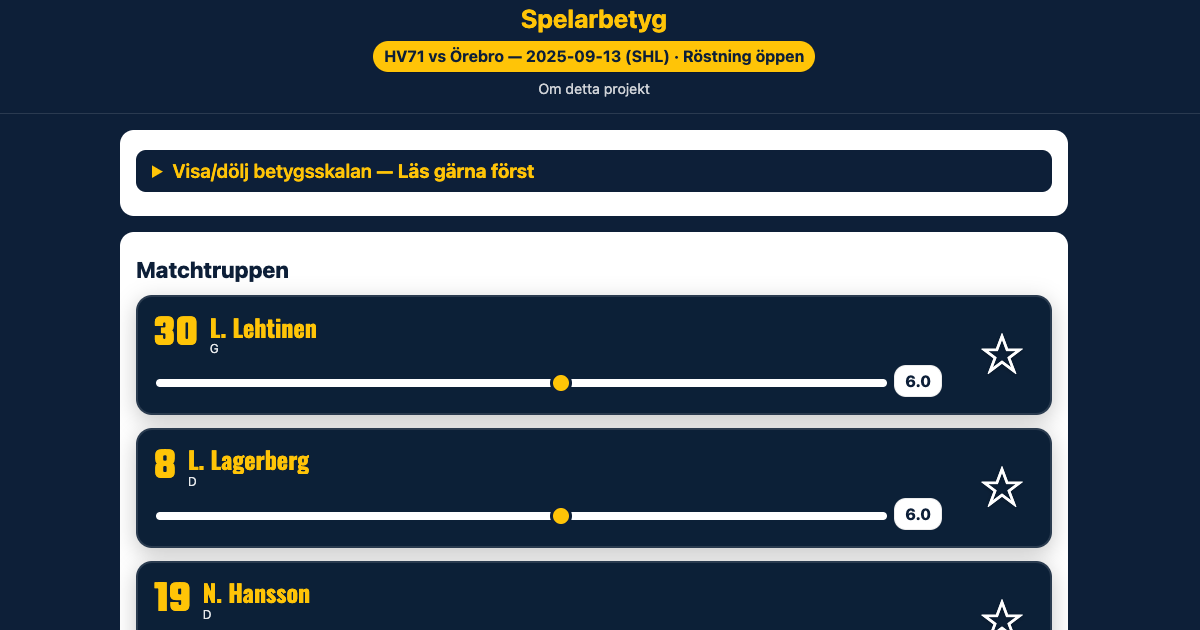 Spelarbetyg
HV71 vs Örebro — 2025-09-13 (SHL) · Röstning öppen
Om detta projekt
Visa/dölj betygsskalan — Läs gärna först
Matchtruppen
30 L. Lehtinen
G
6.0
8 L. Lagerberg
D
6.0
19 N. Hansson
D